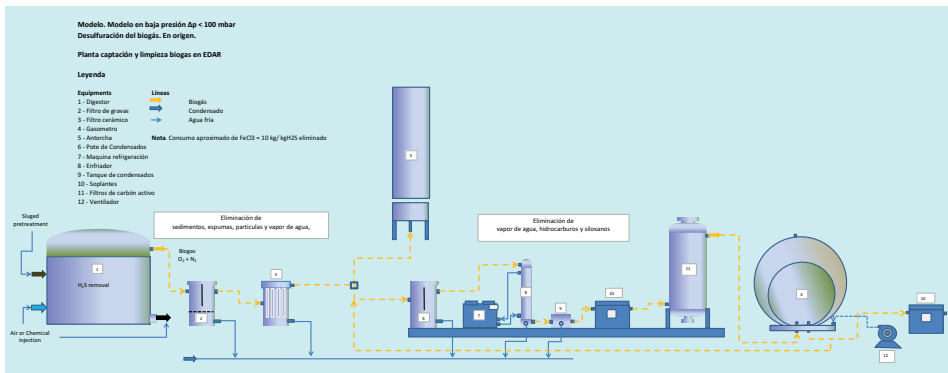 Modelo. Modelo en baja presión Δp < 100 mbar
Desulfuración del biogás. En origen.
Planta captación y limpieza biogas en EDAR
Leyenda
Equipments
Líneas
1 - Digestor
Biogás
2 - Filtro de gravas
Condensado
3 - Filtro cerámico
Agua fría
4 - Gasometro
5 - Antorcha
Nota. Consumo aproximado de FeCl3 = 10 kg/ kgH2S eliminado
6 - Pote de Condensados
7 - Maquina refrigeración
8 - Enfriador
9 - Tanque de condensados
10 - Soplantes
11 - Filtros de carbón activo
12 - Ventilador
Sluged
pretreatment
Eliminación de
sedimentos, espumas, particulas y vapor de agua,
Eliminación de
vapor de agua, hidrocarburos y siloxanos
Biogas
O₂ + N₂
H₂S removal
Air or Chemical
injection
1
2
3
5
6
7
8
9
10
11
4
10
12